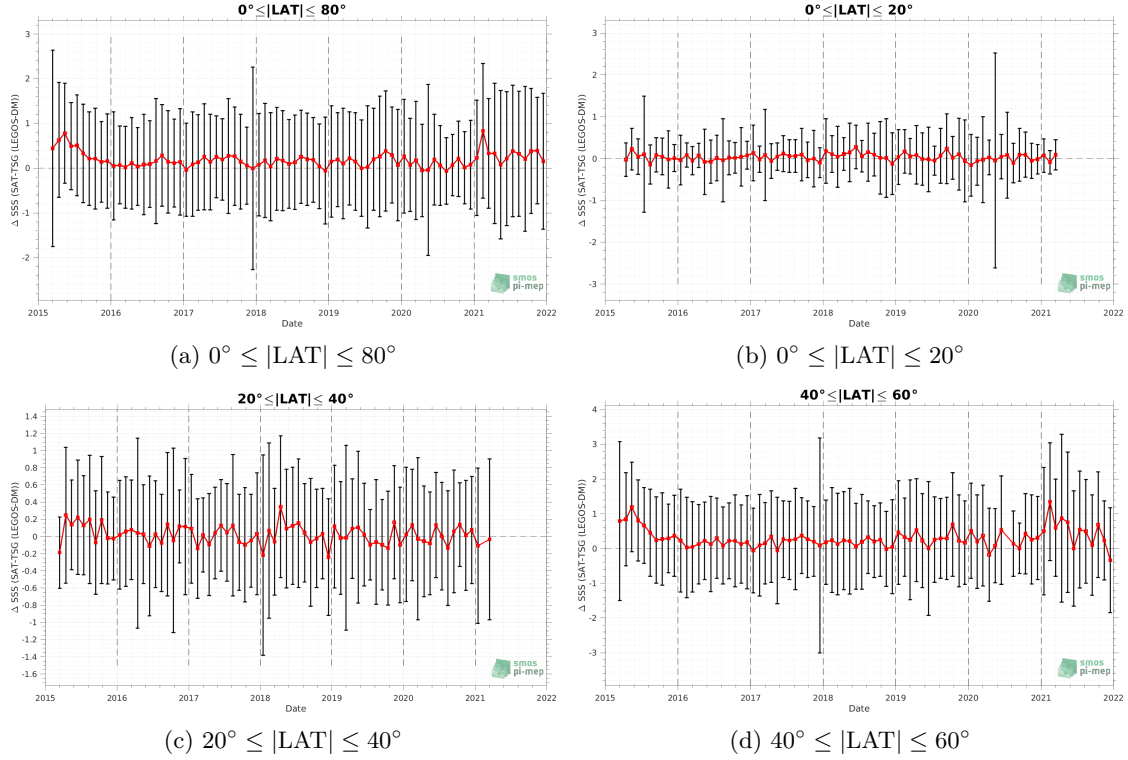 0°≤|LAT|≤ 80°
Δ SSS (SAT-TSG (LEGOS-DM))
3
2
1
0
-1
-2
2015 2016 2017 2018 2019 2020 2021 2022
Date
smos
pi-mep
(a) 0° ≤ |LAT| ≤ 80°
0°≤|LAT|≤ 20°
Δ SSS (SAT-TSG (LEGOS-DM))
3
2
1
0
-1
-2
-3
2015 2016 2017 2018 2019 2020 2021 2022
Date
smos
pi-mep
(b) 0° ≤ |LAT| ≤ 20°
20°≤|LAT|≤ 40°
Δ SSS (SAT-TSG (LEGOS-DM))
1.4
1.2
1
0.8
0.6
0.4
0.2
0
-0.2
-0.4
-0.6
-0.8
-1
-1.2
-1.4
-1.6
2015 2016 2017 2018 2019 2020 2021 2022
Date
smos
pi-mep
(c) 20° ≤ |LAT| ≤ 40°
40°≤|LAT|≤ 60°
Δ SSS (SAT-TSG (LEGOS-DM))
4
3
2
1
0
-1
-2
-3
2015 2016 2017 2018 2019 2020 2021 2022
Date
smos
pi-mep
(d) 40° ≤ |LAT| ≤ 60°